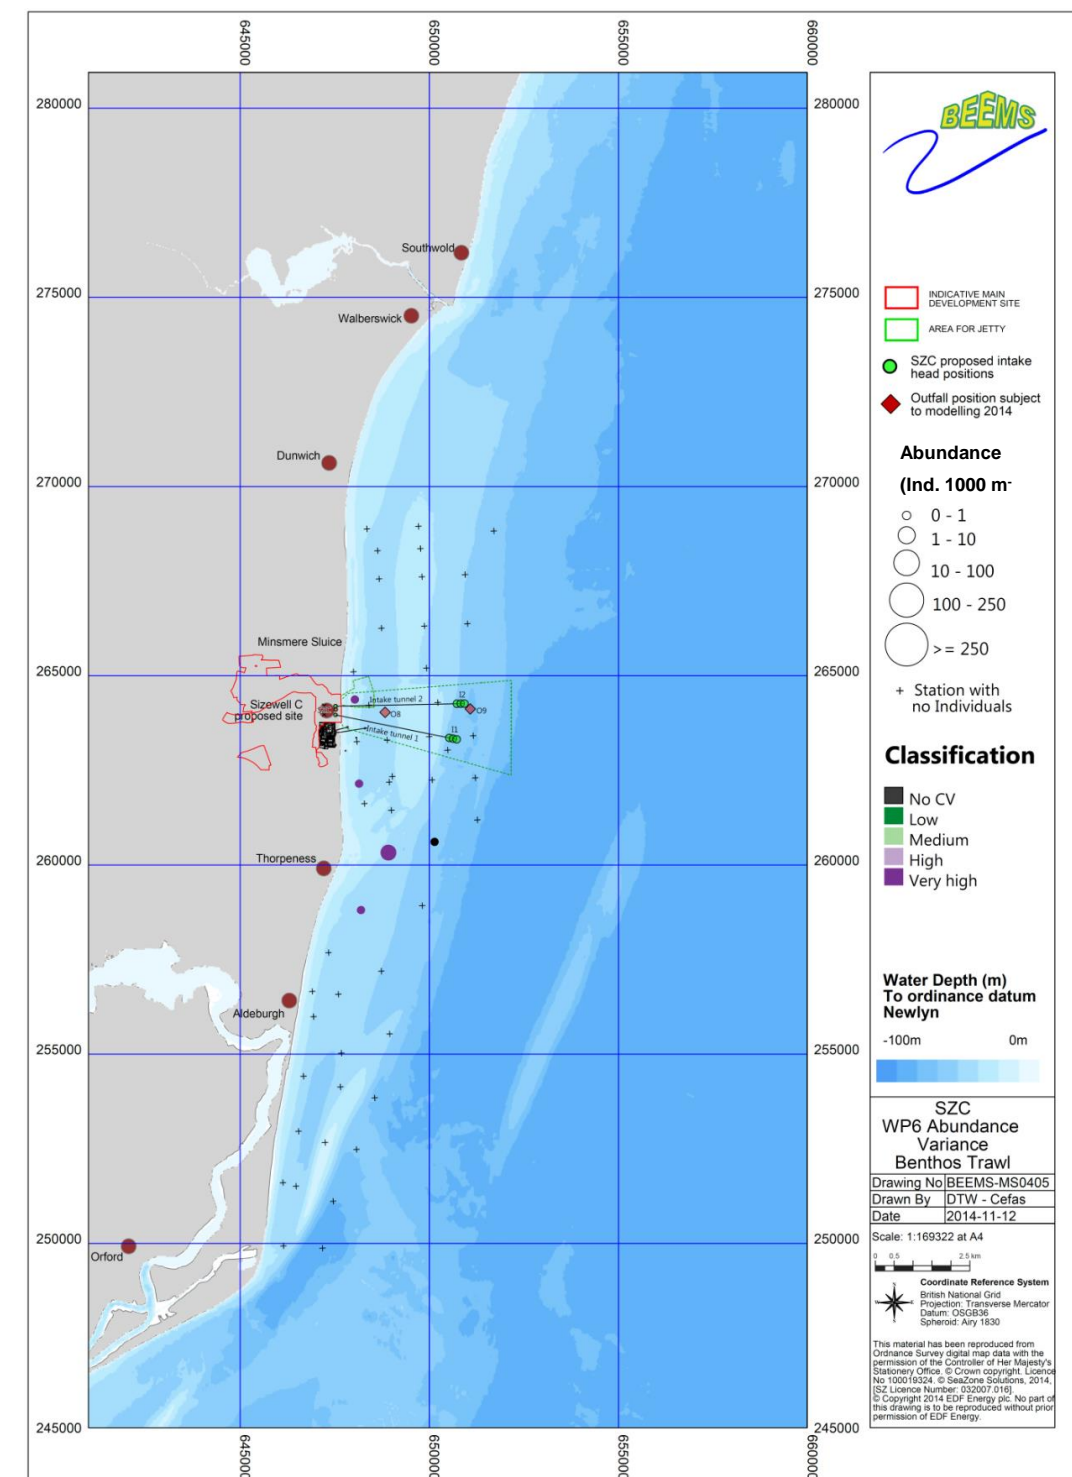 6450000
6500000
6550000
6600000
280000
280000
275000
275000
270000
270000
265000
265000
260000
260000
255000
255000
250000
250000
245000
245000
6450000
6500000
6550000
6600000
Southwold
Walberswick
Dunwich
Minsmere Sluice
Sizewell C
proposed site
Intake tunnel 2
I2
O8
O9
Intake tunnel 1
I1
Thorpeness
Aldeburgh
Orford
BEEMS
INDICATIVE MAIN
DEVELOPMENT SITE
AREA FOR JETTY
SZC proposed intake
head positions
Outfall position subject
to modelling 2014
Abundance
(Ind. 1000 m-
0 - 1
1 - 10
10 - 100
100 - 250
>= 250
+ Station with
no Individuals
Classification
No CV
Low
Medium
High
Very high
Water Depth (m)
To ordinance datum
Newlyn
-100m 0m
SZC
WP6 Abundance
Variance
Benthos Trawl
Drawing No BEEMS-MS0405
Drawn By DTW - Cefas
Date 2014-11-12
Scale: 1:169322 at A4
0 0.5 2.5 km
N
W E
S
Coordinate Reference System
British National Grid
Projection: Transverse Mercator
Datum: OSGB36
Spheroid: Airy 1830
This material has been reproduced from
Ordnance Survey digital map data with the
permission of the Controller of Her Majesty's
Stationery Office. © Crown copyright. Licence
No 100019324. © SeaZone Solutions, 2014,
[SZ Licence Number: 032007.016].
© Copyright 2014 EDF Energy plc. No part of
this drawing is to be reproduced without prior
permission of EDF Energy.